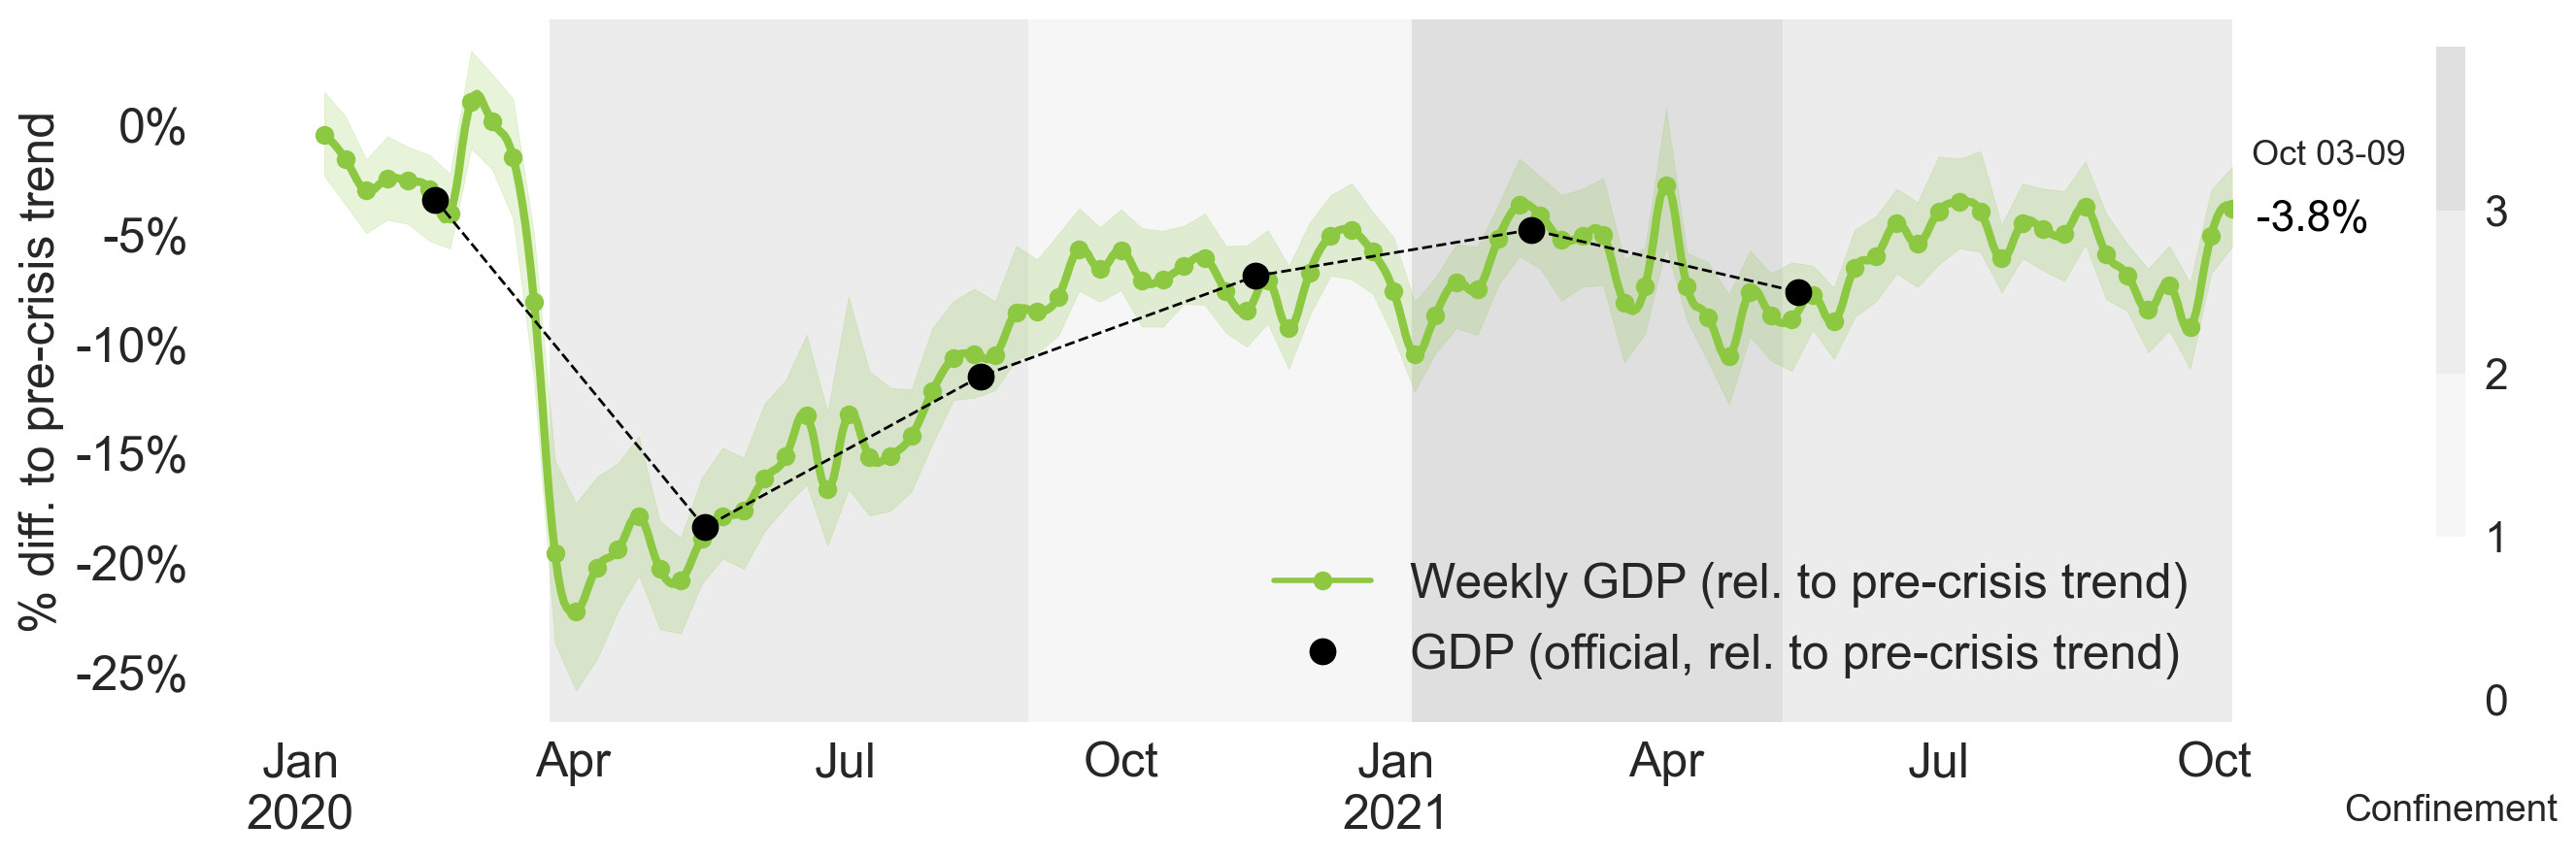 % diff. to pre-crisis trend
0%
-5%
-10%
-15%
-20%
-25%
Jan
2020
Apr
Jul
Oct
Jan
2021
Apr
Jul
Oct
Weekly GDP (rel. to pre-crisis trend)
GDP (official, rel. to pre-crisis trend)
Oct 03-09
-3.8%
3
2
1
0
Confinement